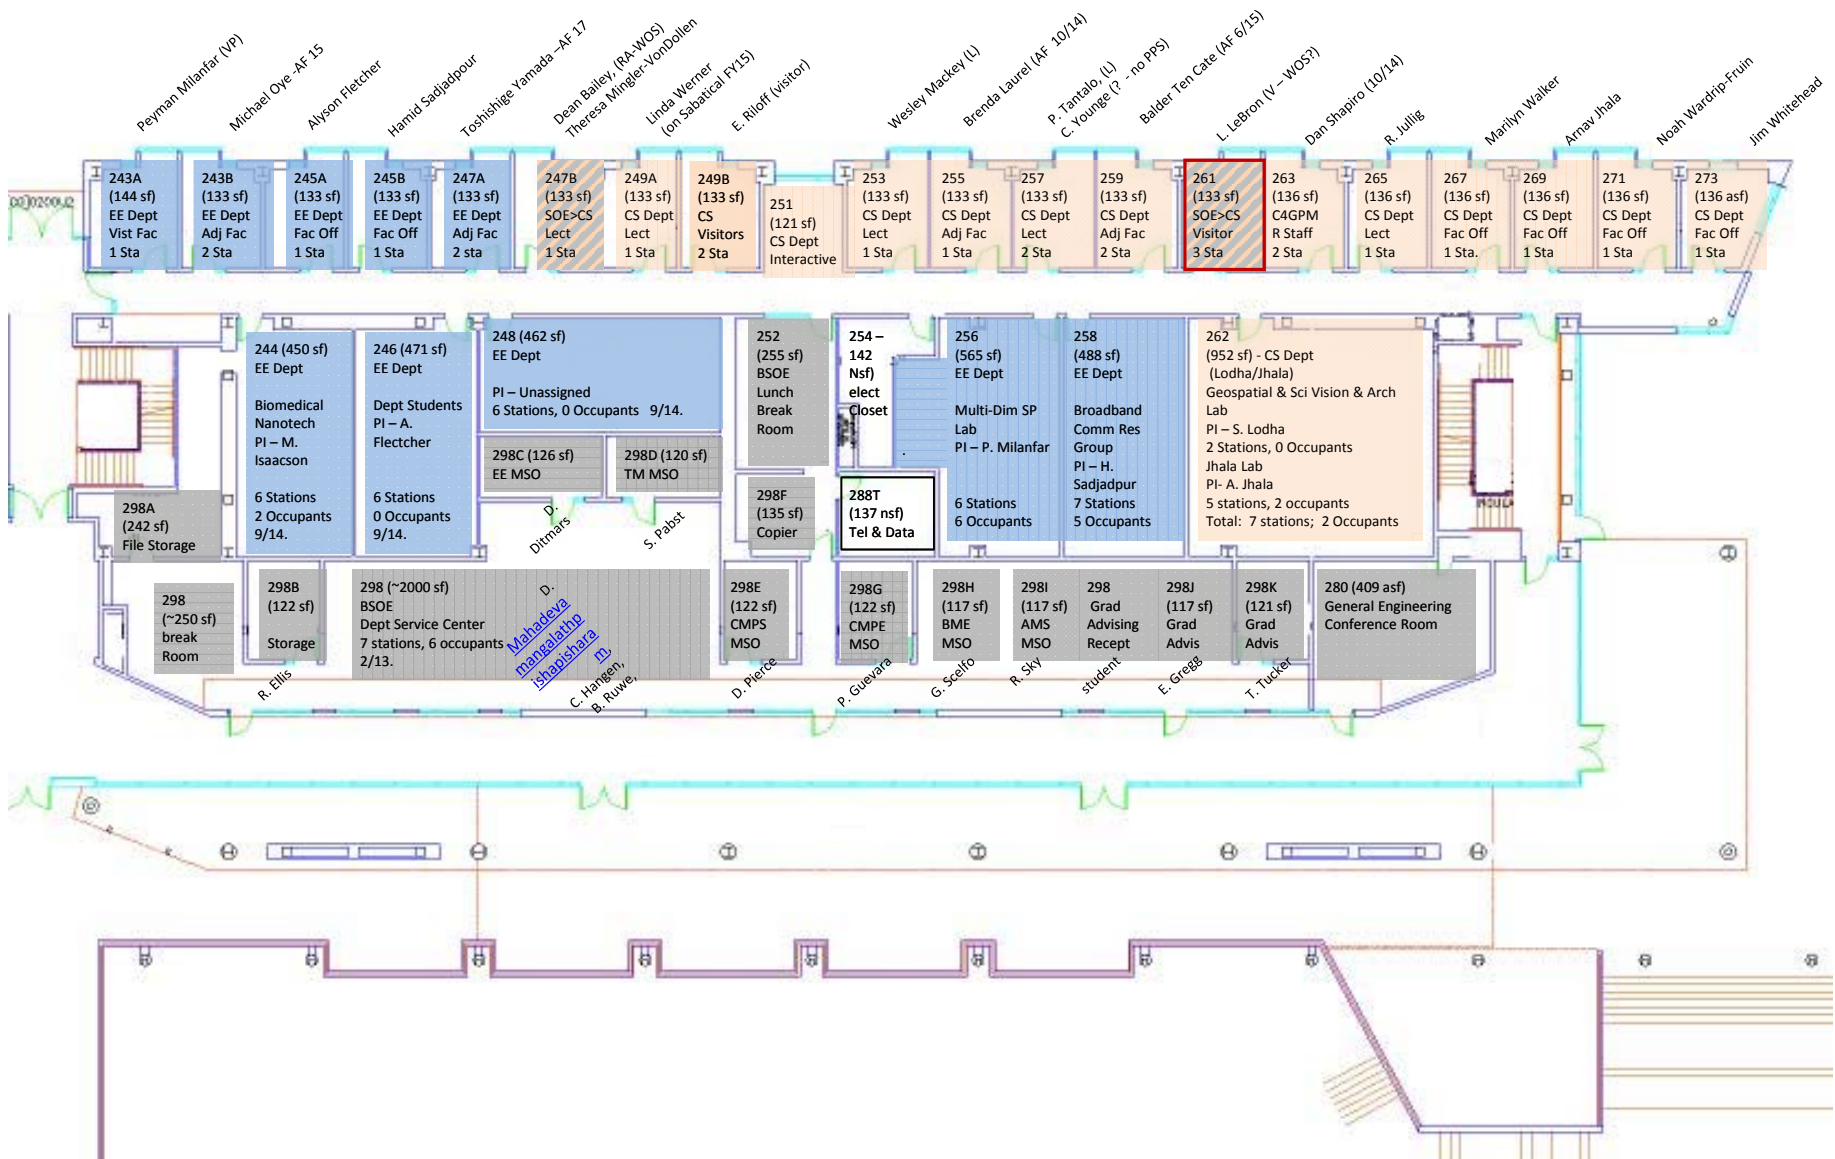 Peyman Milanfar (VP)
Michael Oye -AF 15
Alyson Fletcher
Hamid Sadjadpour
Toshishige Yamada –AF 17
Dean Bailey, (RA-WOS)
Theresa Mingler-VonDollen
Linda Werner
(on Sabatical FY15)
E. Riloff (visitor)
Wesley Mackey (L)
Brenda Laurel (AF 10/14)
P. Tantalo, (L)
C. Younge (? - no PPS)
Balder Ten Cate (AF 6/15)
L. LeBron (V – WOS?)
Dan Shapiro (10/14)
R. Jullig
Marilyn Walker
Arnav Jhala
Noah Wardrip-Fruin
Jim Whitehead
243A
(144 sf)
EE Dept
Vist Fac
1 Sta
243B
(133 sf)
EE Dept
Adj Fac
2 Sta
245A
(133 sf)
EE Dept
Fac Off
1 Sta
245B
(133 sf)
EE Dept
Fac Off
1 Sta
247A
(133 sf)
EE Dept
Adj Fac
2 sta
247B
(133 sf)
SOE>CS
Lect
1 Sta
249A
(133 sf)
CS Dept
Lect
1 Sta
249B
(133 sf)
CS
Visitors
2 Sta
251
(121 sf)
CS Dept
Interactive
253
(133 sf)
CS Dept
Lect
1 Sta
255
(133 sf)
CS Dept
Adj Fac
1 Sta
257
(133 sf)
CS Dept
Lect
2 Sta
259
(133 sf)
CS Dept
Adj Fac
2 Sta
261
(133 sf)
SOE>CS
Visitor
3 Sta
263
(136 sf)
C4GPM
R Staff
2 Sta
265
(136 sf)
CS Dept
Lect
1 Sta
267
(136 sf)
CS Dept
Fac Off
1 Sta.
269
(136 sf)
CS Dept
Fac Off
1 Sta
271
(136 sf)
CS Dept
Fac Off
1 Sta
273
(136 asf)
CS Dept
Fac Off
1 Sta
244 (450 sf)
EE Dept
Biomedical
Nanotech
PI – M.
Isaacson
6 Stations
2 Occupants
9/14.
246 (471 sf)
EE Dept
Dept Students
PI – A.
Flectcher
6 Stations
0 Occupants
9/14.
248 (462 sf)
EE Dept
PI – Unassigned
6 Stations, 0 Occupants 9/14.
298C (126 sf)
EE MSO
298D (120 sf)
TM MSO
D.
Ditmars
S. Pabst
252
(255 sf)
BSOE
Lunch
Break
Room
298F
(135 sf)
Copier
254 –
142
Nsf)
elect
Closet
.
288T
(137 nsf)
Tel & Data
256
(565 sf)
EE Dept
Multi-Dim SP
Lab
PI – P. Milanfar
6 Stations
6 Occupants
258
(488 sf)
EE Dept
Broadband
Comm Res
Group
PI – H.
Sadjadpur
7 Stations
5 Occupants
262
(952 sf) - CS Dept
(Lodha/Jhala)
Geospatial & Sci Vision & Arch
Lab
PI – S. Lodha
2 Stations, 0 Occupants
Jhala Lab
PI- A. Jhala
5 stations, 2 occupants
Total: 7 stations; 2 Occupants
298A
(242 sf)
File Storage
298
(~250 sf)
break
Room
298B
(122 sf)
Storage
R. Ellis
298 (~2000 sf)
BSOE
Dept Service Center
7 stations, 6 occupants
2/13.
D.
Mahadeva
mangalathp
ishapishara
m,
C. Hangen,
B. Ruwe,
298E
(122 sf)
CMPS
MSO
D. Pierce
298G
(122 sf)
CMPE
MSO
P. Guevara
298H
(117 sf)
BME
MSO
G. Scelfo
298I
(117 sf)
AMS
MSO
R. Sky
298
Grad
Advising
Recept
student
298J
(117 sf)
Grad
Advis
E. Gregg
298K
(121 sf)
Grad
Advis
T. Tucker
280 (409 asf)
General Engineering
Conference Room